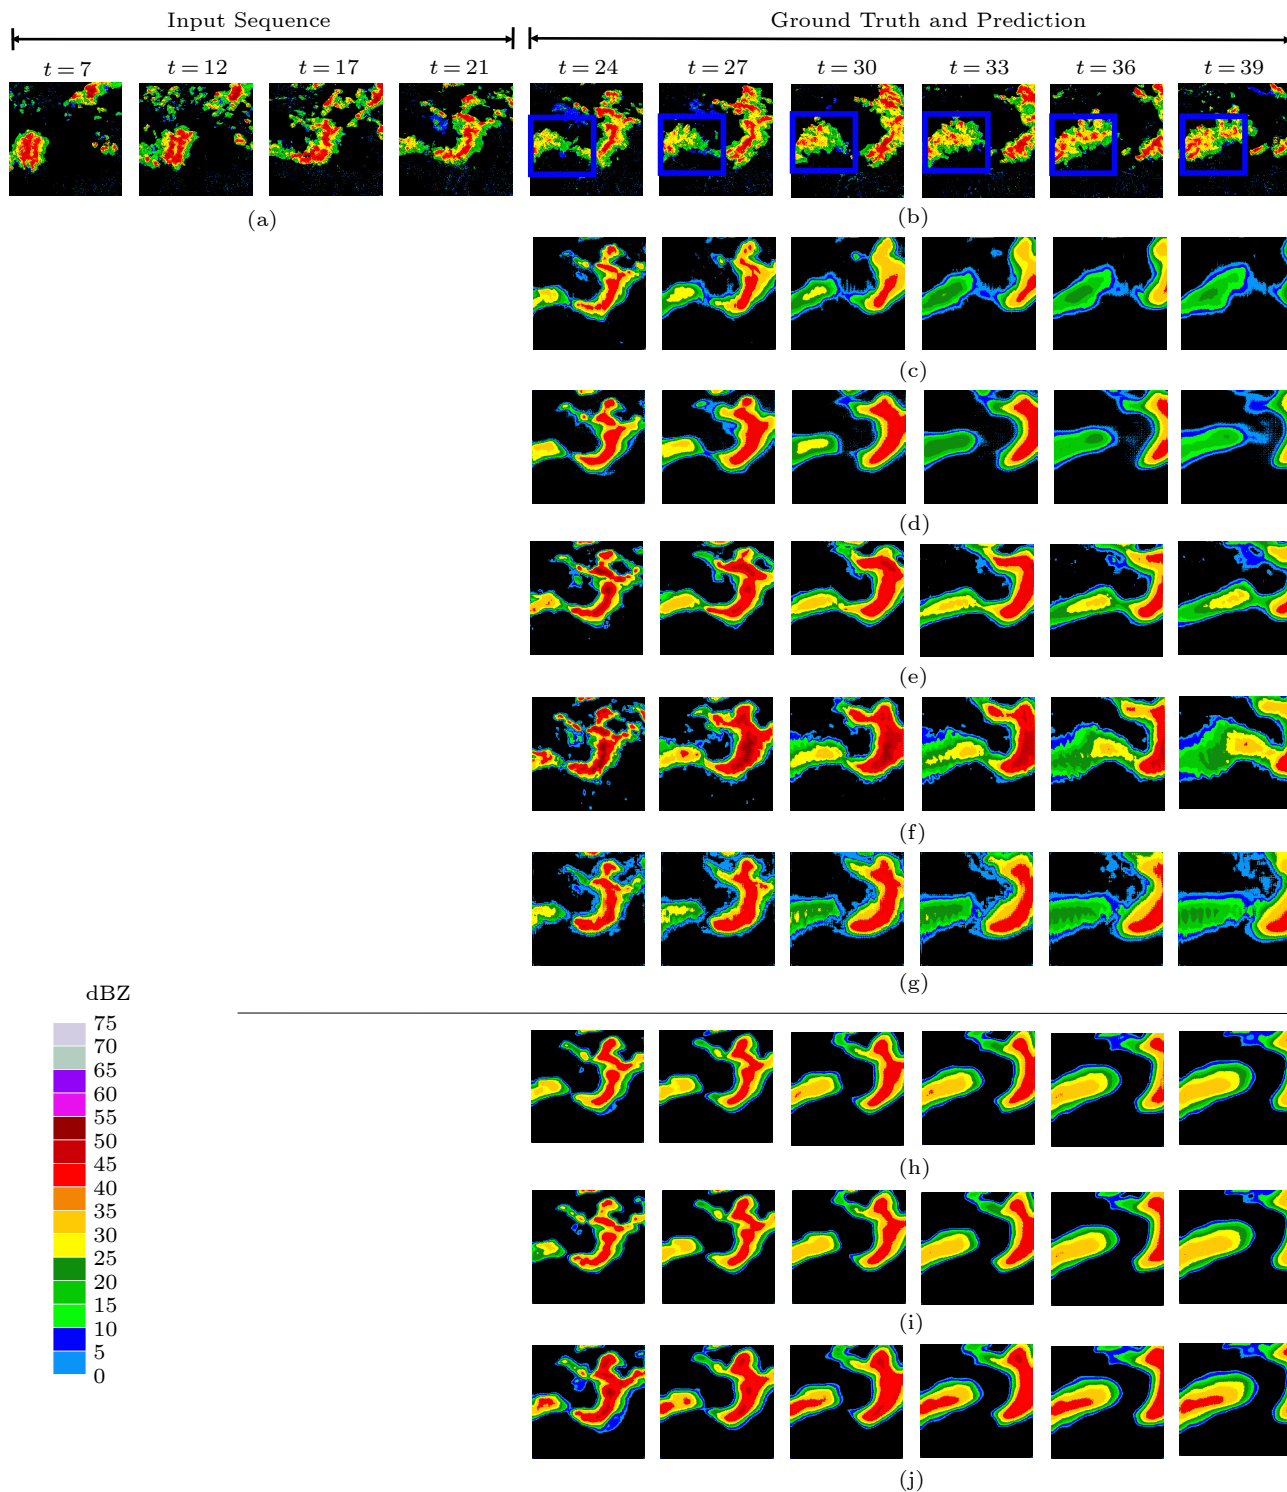 Input Sequence
Ground Truth and Prediction
t = 7
t = 12
t = 17
t = 21
t = 24
t = 27
t = 30
t = 33
t = 36
t = 39
(a)
(b)
(c)
(d)
(e)
(f)
(g)
dBZ
75
70
65
60
55
50
45
40
35
30
25
20
15
10
5
0
(h)
(i)
(j)